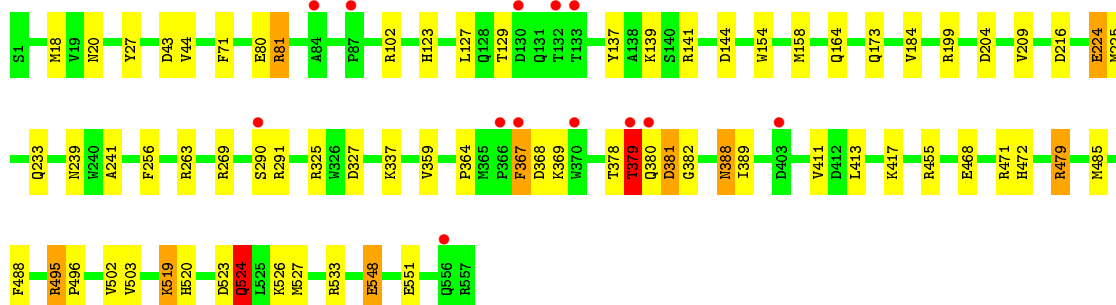 S1 M18 V19 N20 Y27 D43 V44 F71 E80 R81 A84 P87 R102 H123 L127 Q128 T129 D130 Q131 T132 T133 Y137 A138 K139 S140 R141 D144 W154 M158 Q164 Q173 V184 R199 D204 V209 D216 E224 M225
Q233 N239 W240 A241 F256 R263 R269 S290 R291 R325 W326 D327 K337 V359 P364 M365 P366 F367 D368 K369 W370 T378 T379 Q380 D381 G382 N388 I389 D403 V411 D412 L413 K417 R455 E468 R471 H472 R479 M485
F488 R495 P496 V502 V503 K519 H520 D523 Q524 L525 K526 M527 R533 E548 E551 Q556 R557